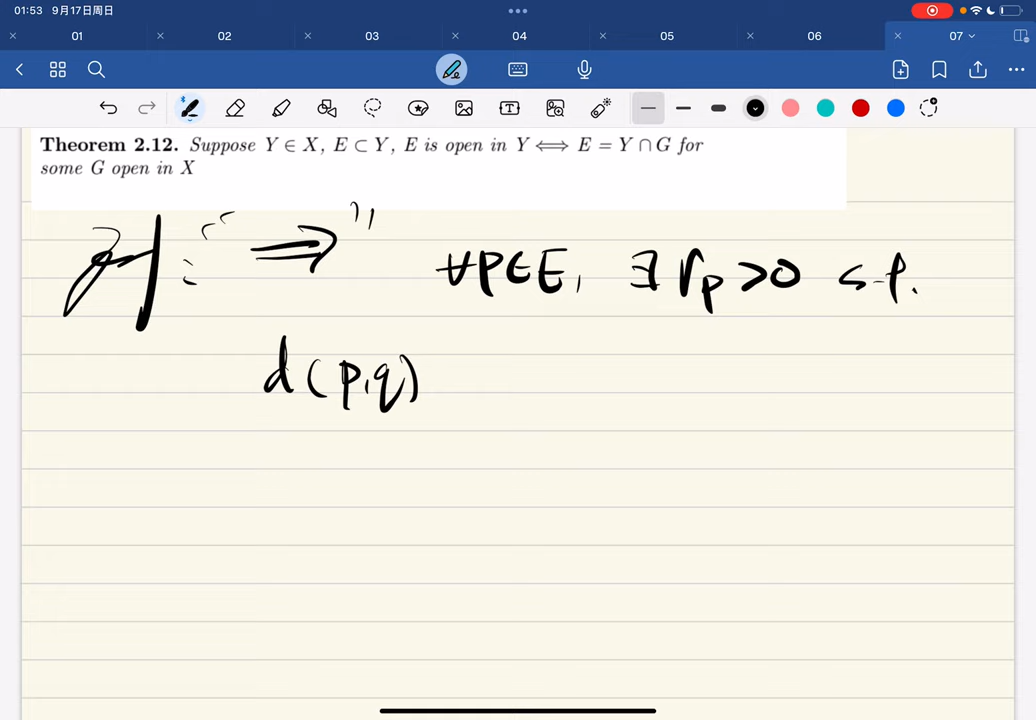 01:53 9月17日周日
01 02 03 04 05 06 07
Theorem 2.12. Suppose Y ∈ X, E ⊂ Y, E is open in Y ⟺ E = Y ∩ G for
some G open in X
: "⟹" ∀p∈E, ∃ r_p > 0 s.t.
d(p,q)